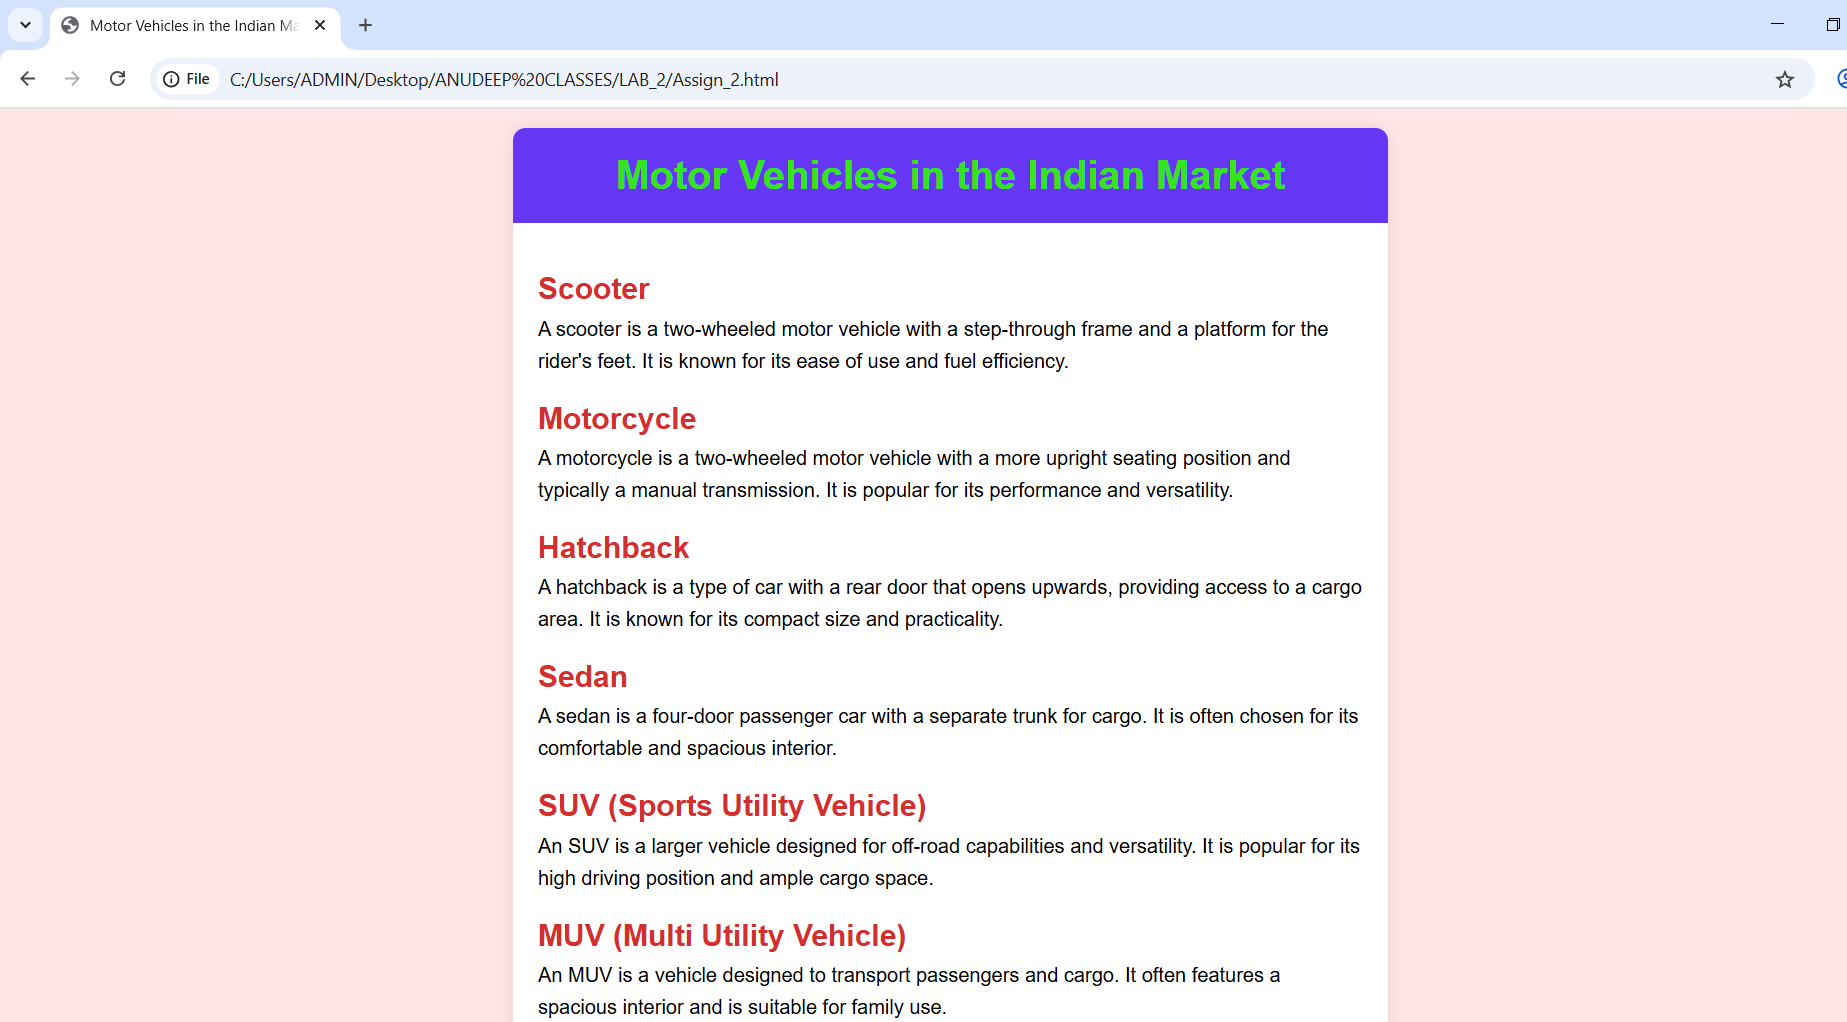 Motor Vehicles in the Indian Ma
File
C:/Users/ADMIN/Desktop/ANUDEEP%20CLASSES/LAB_2/Assign_2.html
Motor Vehicles in the Indian Market
Scooter
A scooter is a two-wheeled motor vehicle with a step-through frame and a platform for the
rider's feet. It is known for its ease of use and fuel efficiency.
Motorcycle
A motorcycle is a two-wheeled motor vehicle with a more upright seating position and
typically a manual transmission. It is popular for its performance and versatility.
Hatchback
A hatchback is a type of car with a rear door that opens upwards, providing access to a cargo
area. It is known for its compact size and practicality.
Sedan
A sedan is a four-door passenger car with a separate trunk for cargo. It is often chosen for its
comfortable and spacious interior.
SUV (Sports Utility Vehicle)
An SUV is a larger vehicle designed for off-road capabilities and versatility. It is popular for its
high driving position and ample cargo space.
MUV (Multi Utility Vehicle)
An MUV is a vehicle designed to transport passengers and cargo. It often features a
spacious interior and is suitable for family use.